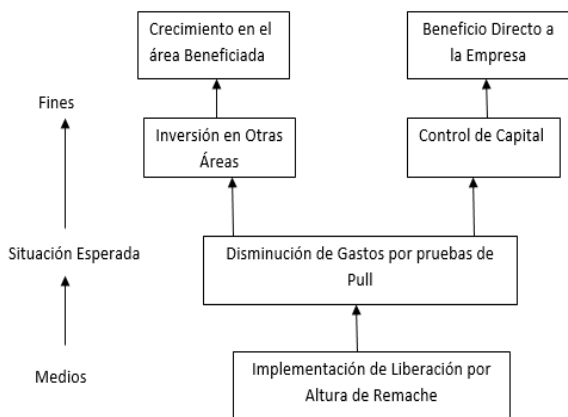 Crecimiento en el
área Beneficiada
Beneficio Directo a
la Empresa
Fines
Inversión en Otras
Áreas
Control de Capital
Situación Esperada
Disminución de Gastos por pruebas de
Pull
Medios
Implementación de Liberación por
Altura de Remache